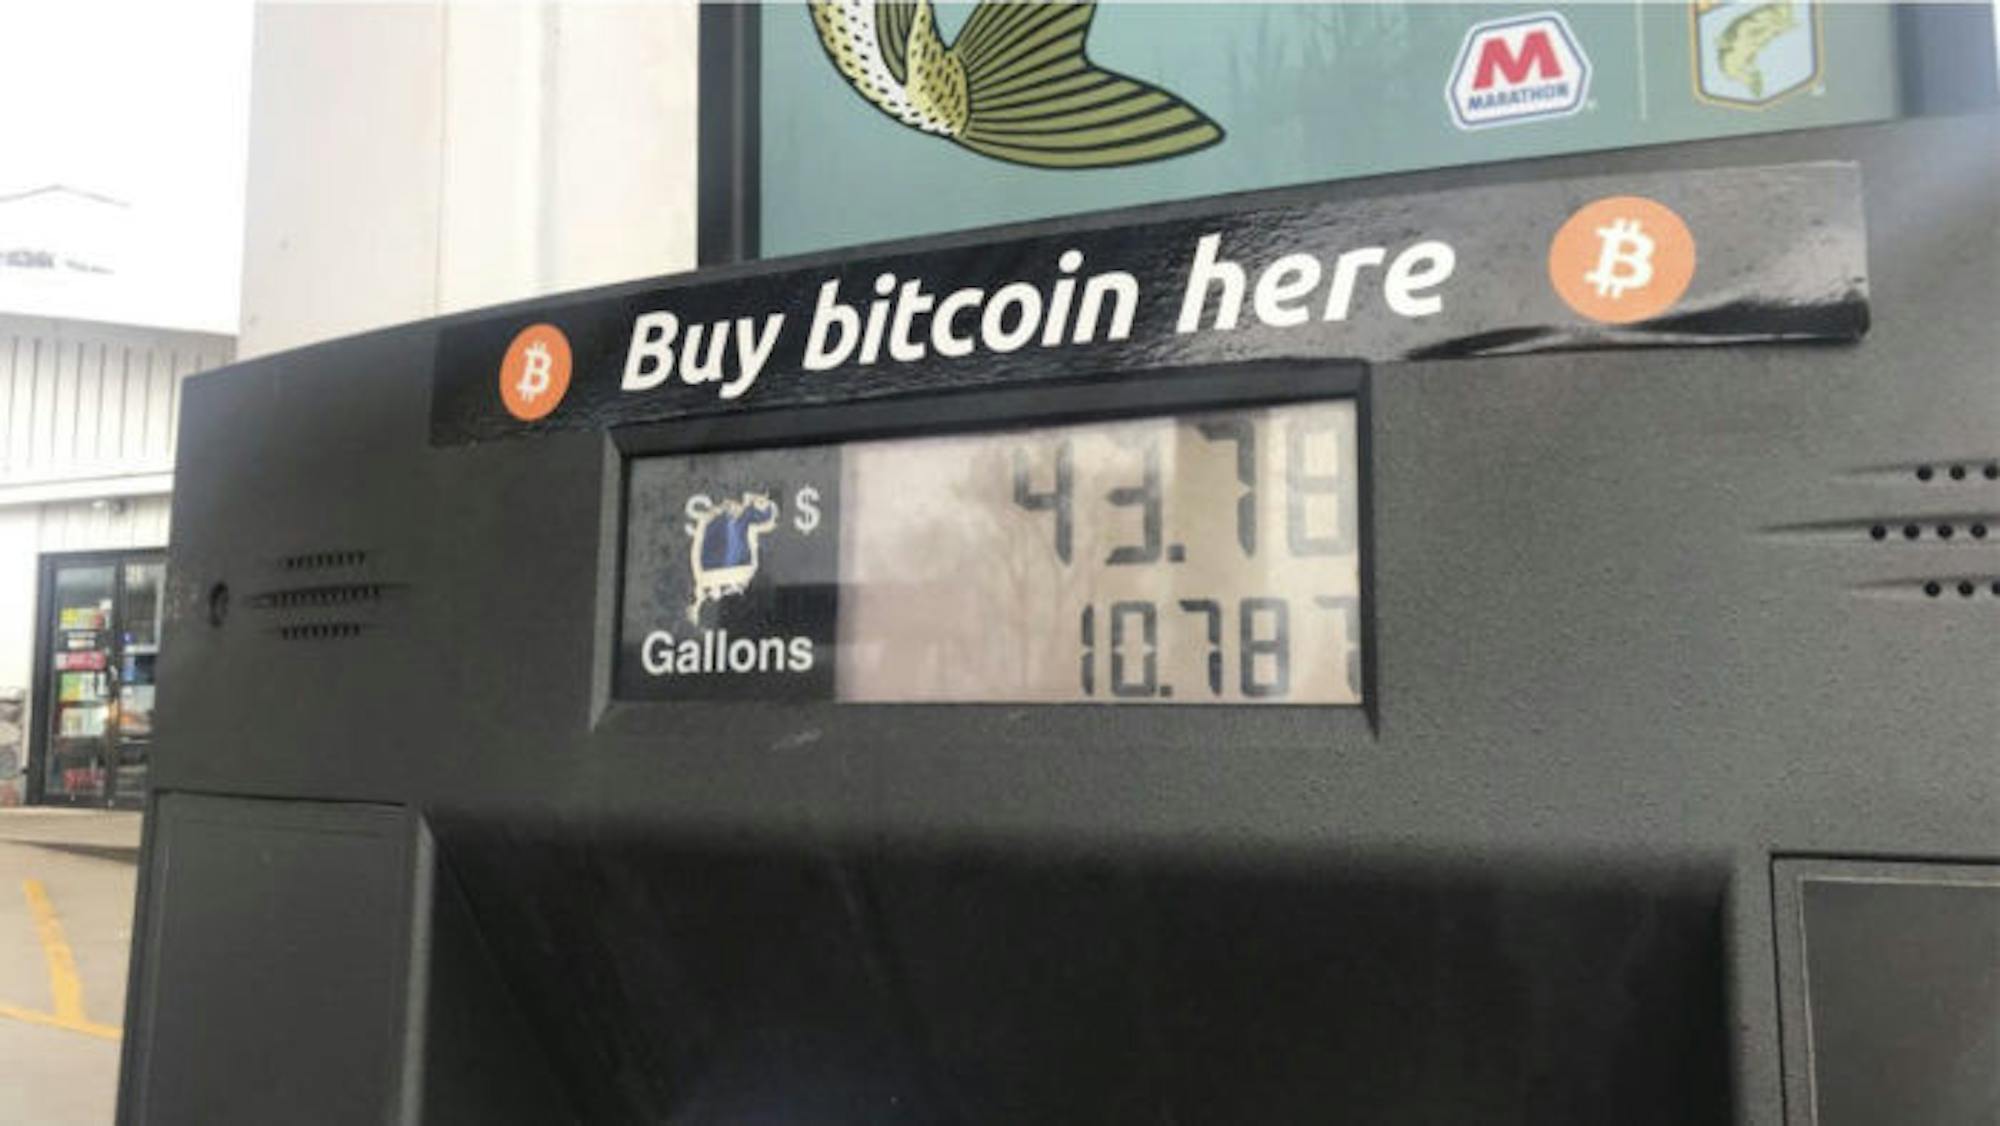 M
MARATHON
Buy bitcoin here
$ 43.78
Gallons 10.787